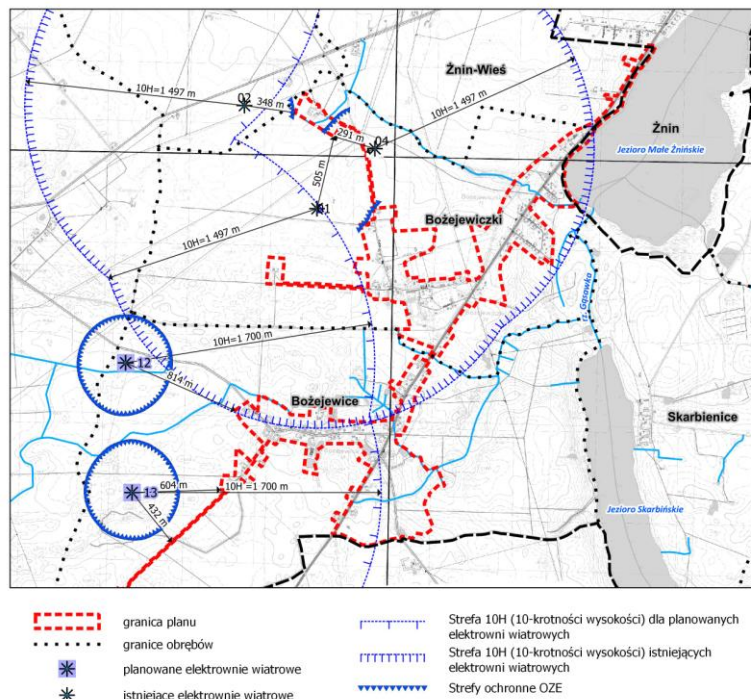 Żnin-Wieś
02
10H=1 497 m
348 m
10H=1 497 m
Żnin
291 m
04
Jezioro Małe Żnińskie
505 m
01
Bożejewiczki
10H=1 497 m
rz. Gąsawka
10H=1 700 m
12
814 m
Bożejewice
Skarbienice
13
604 m
10H =1 700 m
432 m
Jezioro Skarbińskie
granica planu
granice obrębów
planowane elektrownie wiatrowe
istniejące elektrownie wiatrowe
Strefa 10H (10-krotności wysokości) dla planowanych
elektrowni wiatrowych
Strefa 10H (10-krotności wysokości) istniejących
elektrowni wiatrowych
Strefy ochronne OZE